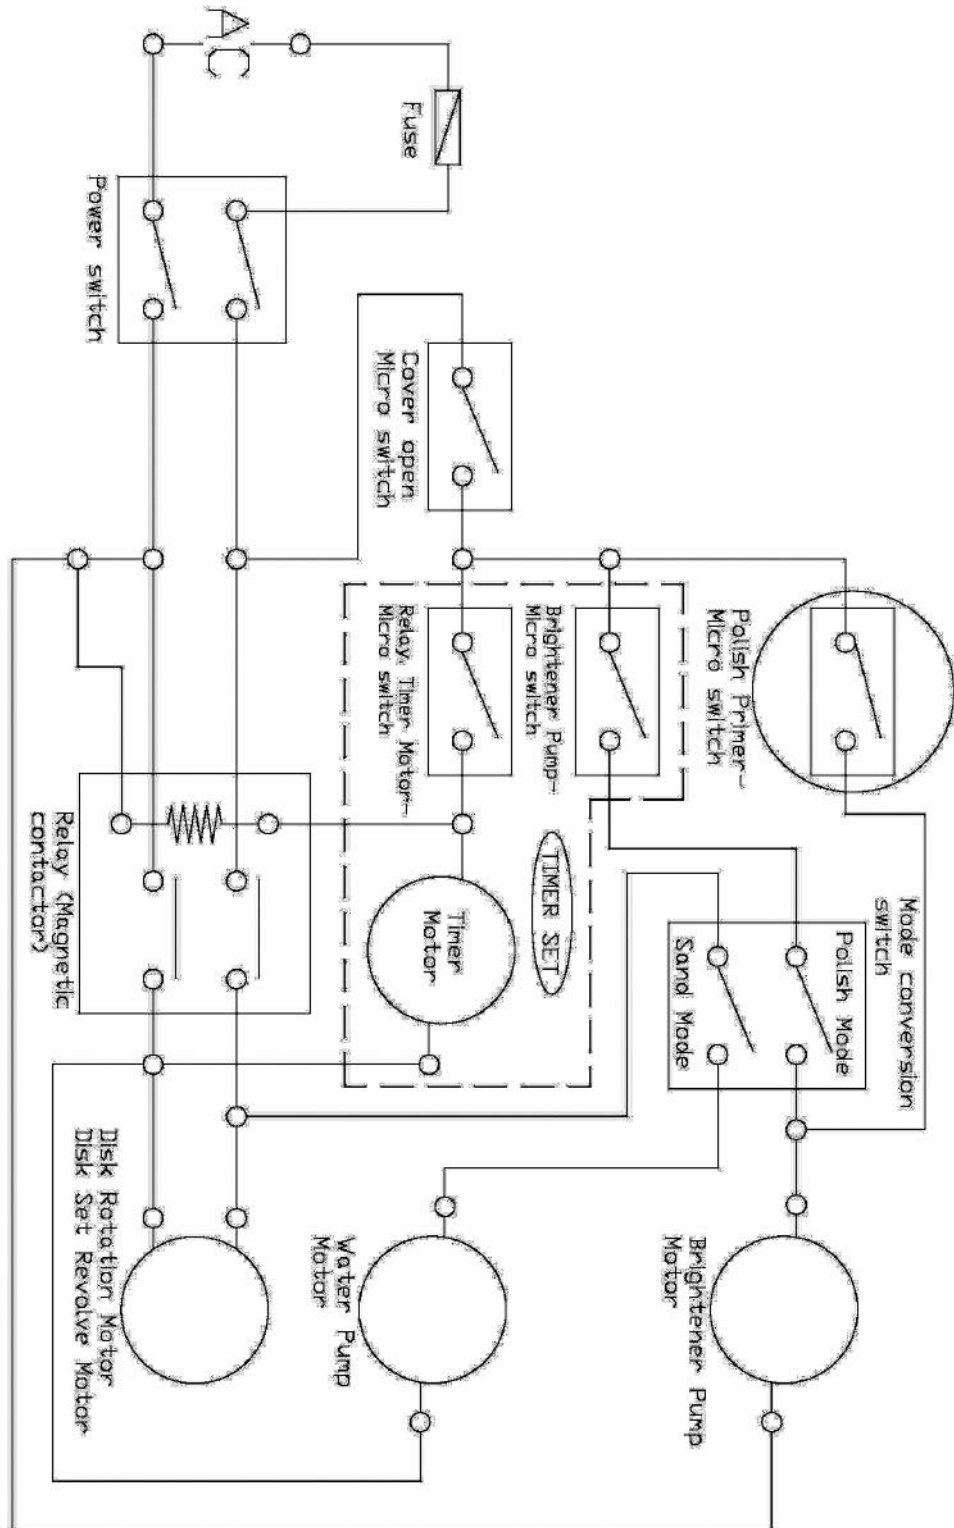 Mode conversion
switch
Polish Mode
Sand Mode
Polish Primer-
Micro switch
Brightener Pump
Motor
Brightener Pump-
Micro switch
TIMER SET
Fuse
Cover open
Micro switch
Relay, Timer Motor-
Micro switch
Timer
Motor
Water Pump
Motor
AC
Power switch
Relay (Magnetic
contactor)
Disk Rotation Motor
Disk Set Revolve Motor